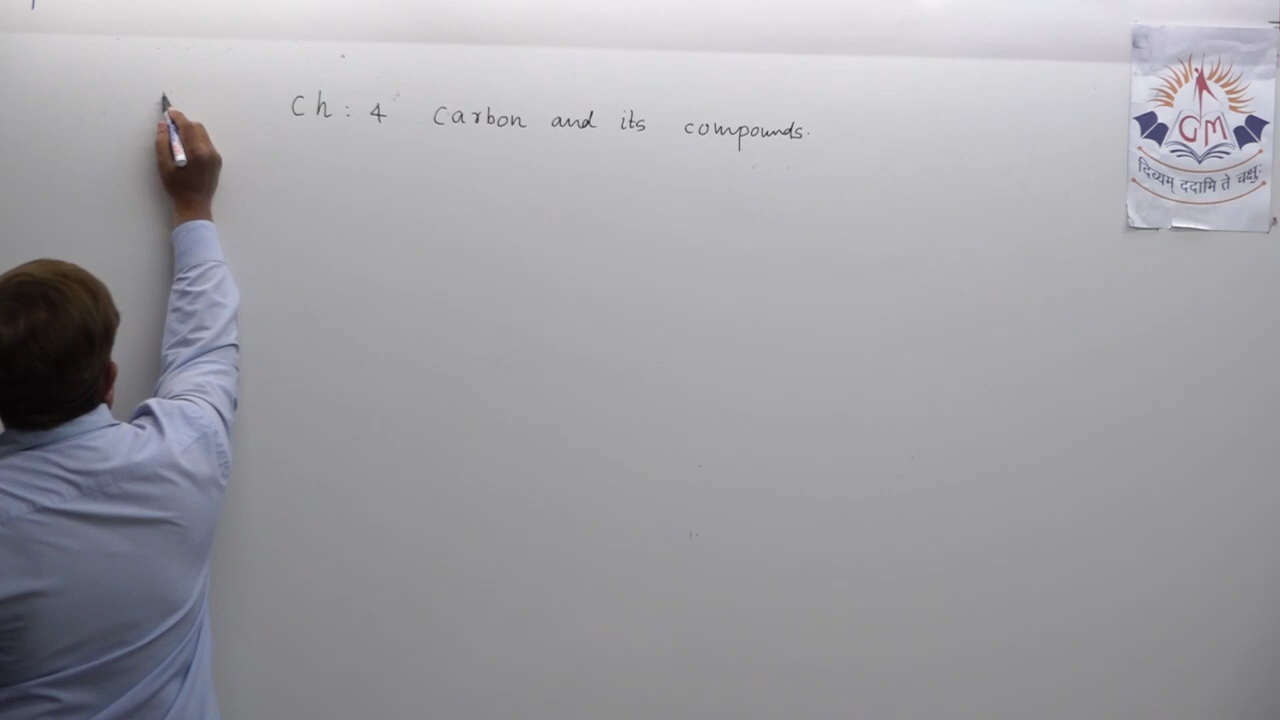 Ch : 4 Carbon and its compounds.
GM
दिव्यम् ददामि ते चक्षुः